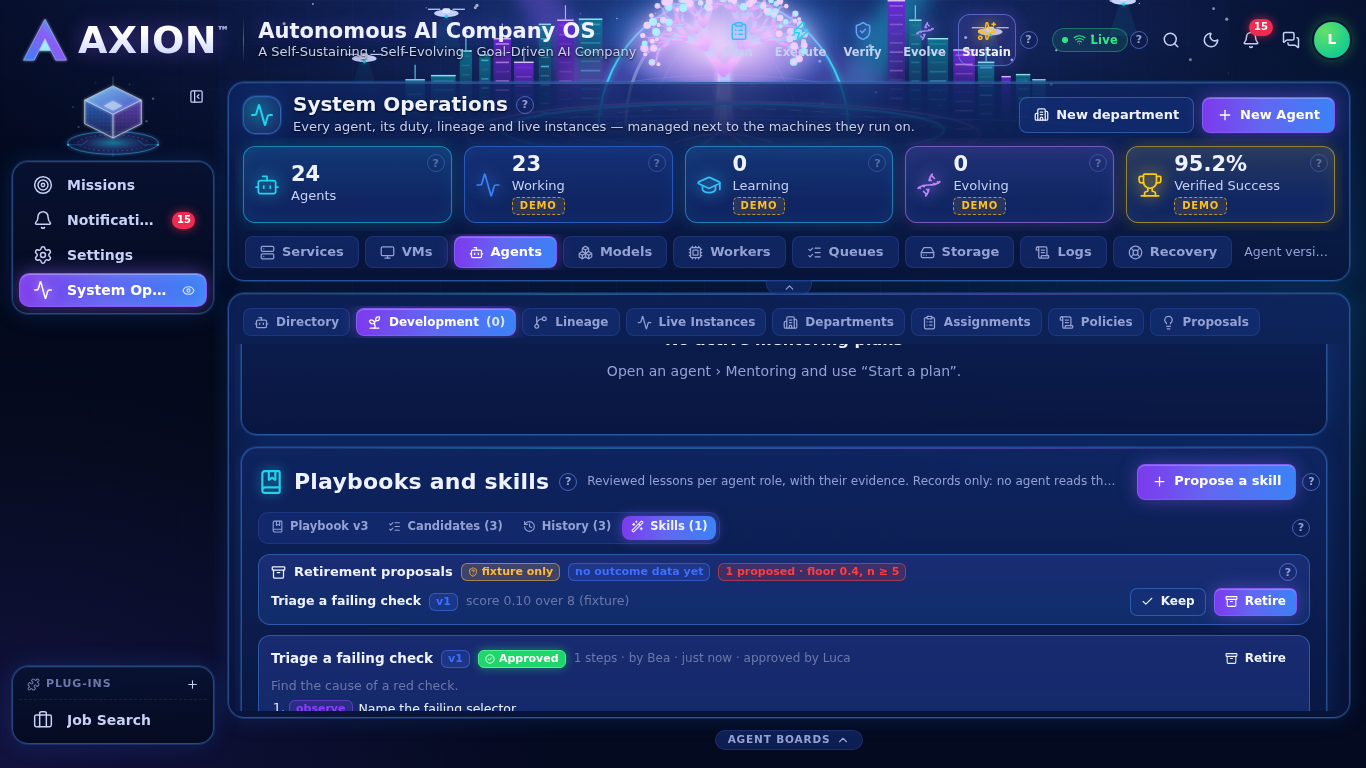 AXION™
Autonomous AI Company OS
A Self-Sustaining · Self-Evolving · Goal-Driven AI Company
Execute
Verify
Evolve
Sustain
?
Live
?
15
L
Missions
Notificati...
15
Settings
System Op...
PLUG-INS
+
Job Search
System Operations ?
Every agent, its duty, lineage and live instances — managed next to the machines they run on.
New department
+ New Agent
24
Agents
?
23
Working
DEMO
?
0
Learning
DEMO
?
0
Evolving
DEMO
?
95.2%
Verified Success
DEMO
?
Services
VMs
Agents
Models
Workers
Queues
Storage
Logs
Recovery
Agent versi...
Directory
Development (0)
Lineage
Live Instances
Departments
Assignments
Policies
Proposals
No active mentoring plans
Open an agent › Mentoring and use “Start a plan”.
Playbooks and skills ?
Reviewed lessons per agent role, with their evidence. Records only: no agent reads th...
+ Propose a skill
?
Playbook v3
Candidates (3)
History (3)
Skills (1)
?
Retirement proposals
fixture only
no outcome data yet
1 proposed · floor 0.4, n ≥ 5
?
Triage a failing check
v1
score 0.10 over 8 (fixture)
Keep
Retire
Triage a failing check
v1
Approved
1 steps · by Bea · just now · approved by Luca
Retire
Find the cause of a red check.
1. observe Name the failing selector
AGENT BOARDS